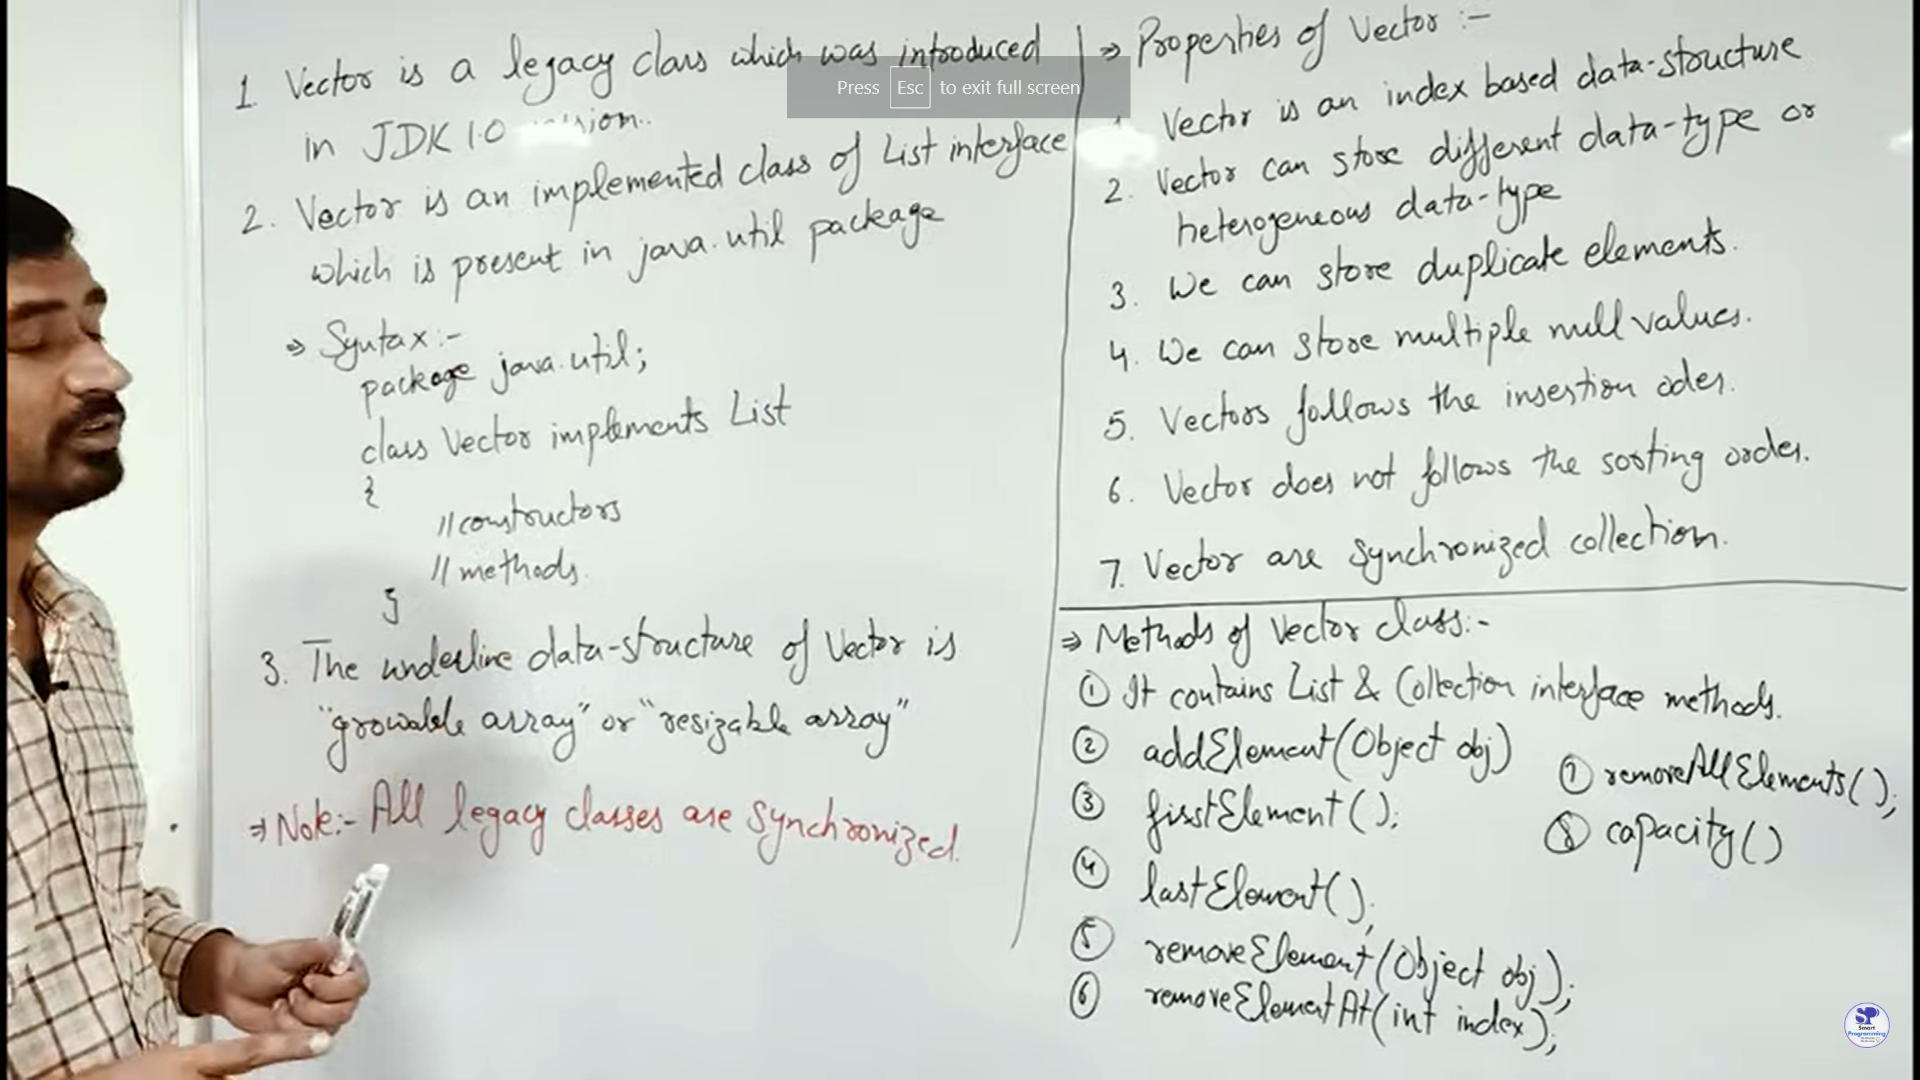 1. Vector is a legacy class which was introduced
in JDK 1.0 version..
2. Vector is an implemented class of List interface
which is present in java.util package
⇒ Syntax:-
package java.util;
class Vector implements List
{
//constructors
//methods.
}
3. The underline data-structure of Vector is
"growable array" or "resizable array"
⇒ Note:- All legacy classes are synchronized.
Press Esc to exit full screen
⇒ Properties of Vector :-
1. Vector is an index based data-structure
2. Vector can store different data-type or
heterogeneous data-type
3. We can store duplicate elements.
4. We can store multiple null values.
5. Vectors follows the insertion oder.
6. Vector does not follows the sorting order.
7. Vector are synchronized collection.
⇒ Methods of Vector class:-
① It contains List & Collection interface methods.
② addElement(Object obj)
③ firstElement();
④ lastElement();
⑤ removeElement(Object obj);
⑥ removeElementAt(int index);
⑦ removeAllElements();
⑧ capacity()
SP
Smart
Programming